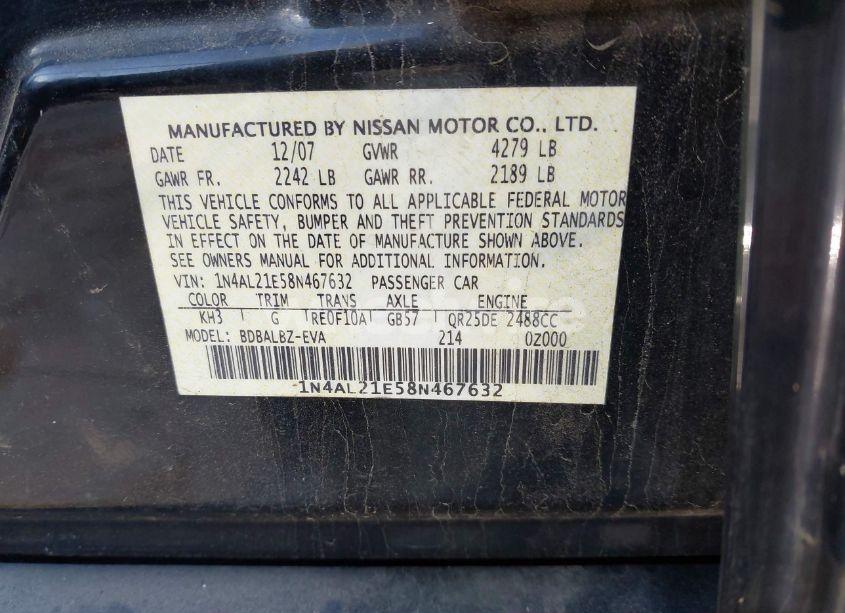 MANUFACTURED BY NISSAN MOTOR CO., LTD.
DATE 12/07 GVWR 4279 LB
GAWR FR. 2242 LB GAWR RR. 2189 LB
THIS VEHICLE CONFORMS TO ALL APPLICABLE FEDERAL MOTOR
VEHICLE SAFETY, BUMPER AND THEFT PREVENTION STANDARDS
IN EFFECT ON THE DATE OF MANUFACTURE SHOWN ABOVE.
SEE OWNERS MANUAL FOR ADDITIONAL INFORMATION.
VIN: 1N4AL21E58N467632 PASSENGER CAR
COLOR TRIM TRANS AXLE ENGINE
KH3 G RE0F10A GB57 QR25DE 2488CC
MODEL: BDBALBZ-EVA 214 0Z000
1N4AL21E58N467632